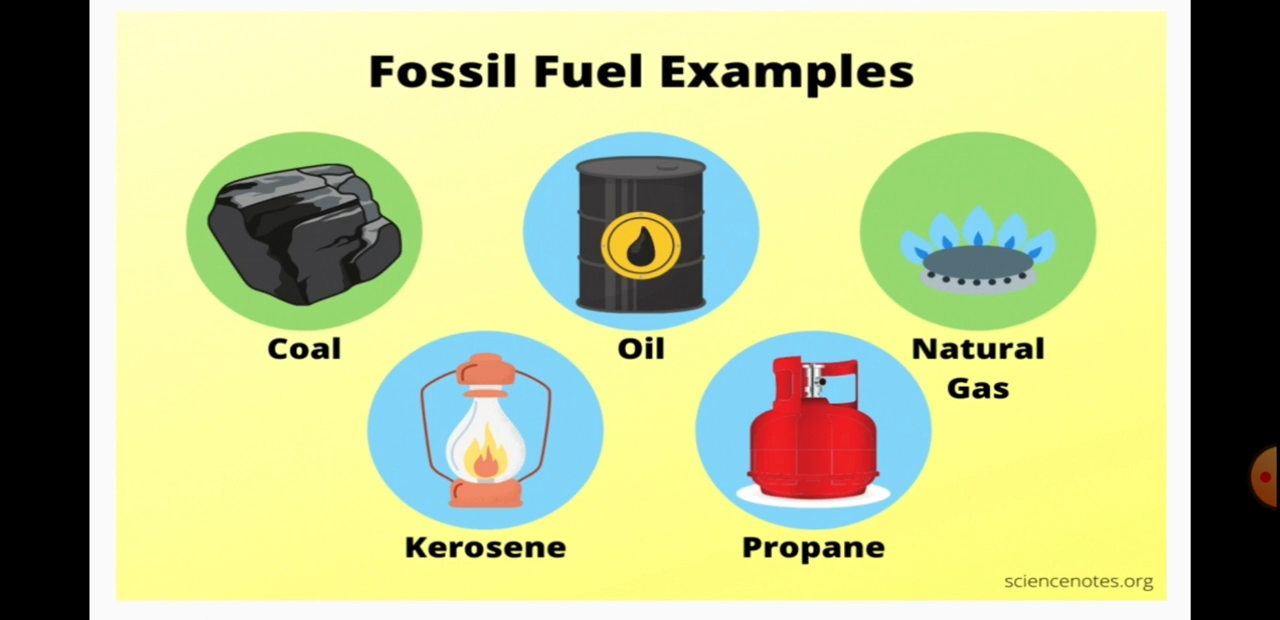 Fossil Fuel Examples
Coal
Oil
Natural
Gas
Kerosene
Propane
sciencenotes.org